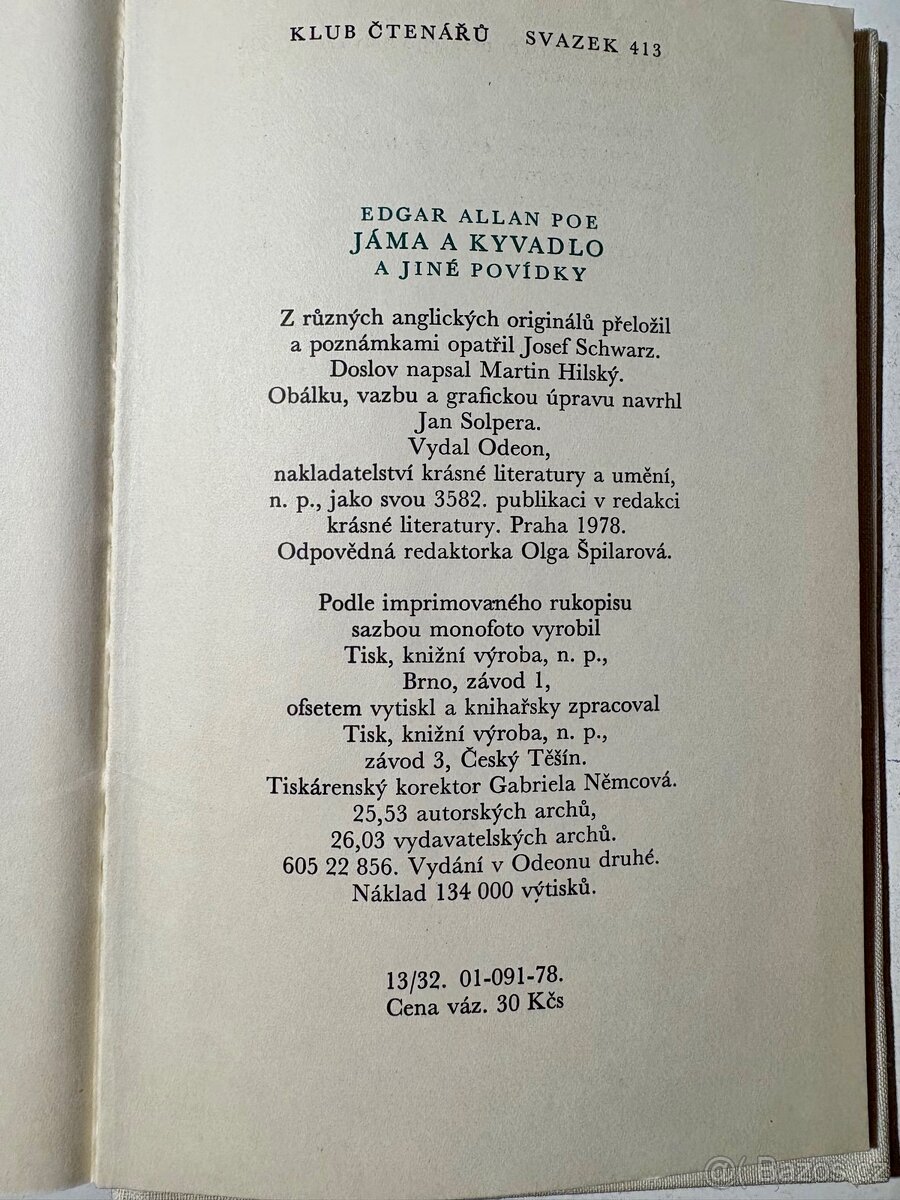 KLUB ČTENÁŘŮ SVAZEK 413
EDGAR ALLAN POE
JÁMA A KYVADLO
A JINÉ POVÍDKY
Z různých anglických originálů přeložil
a poznámkami opatřil Josef Schwarz.
Doslov napsal Martin Hilský.
Obálku, vazbu a grafickou úpravu navrhl
Jan Solpera.
Vydal Odeon,
nakladatelství krásné literatury a umění,
n. p., jako svou 3582. publikaci v redakci
krásné literatury. Praha 1978.
Odpovědná redaktorka Olga Špilarová.
Podle imprimovaného rukopisu
sazbou monofoto vyrobil
Tisk, knižní výroba, n. p.,
Brno, závod 1,
ofsetem vytiskl a knihařsky zpracoval
Tisk, knižní výroba, n. p.,
závod 3, Český Těšín.
Tiskárenský korektor Gabriela Němcová.
25,53 autorských archů,
26,03 vydavatelských archů.
605 22 856. Vydání v Odeonu druhé.
Náklad 134 000 výtisků.
13/32. 01-091-78.
Cena váz. 30 Kčs
Bazos.cz